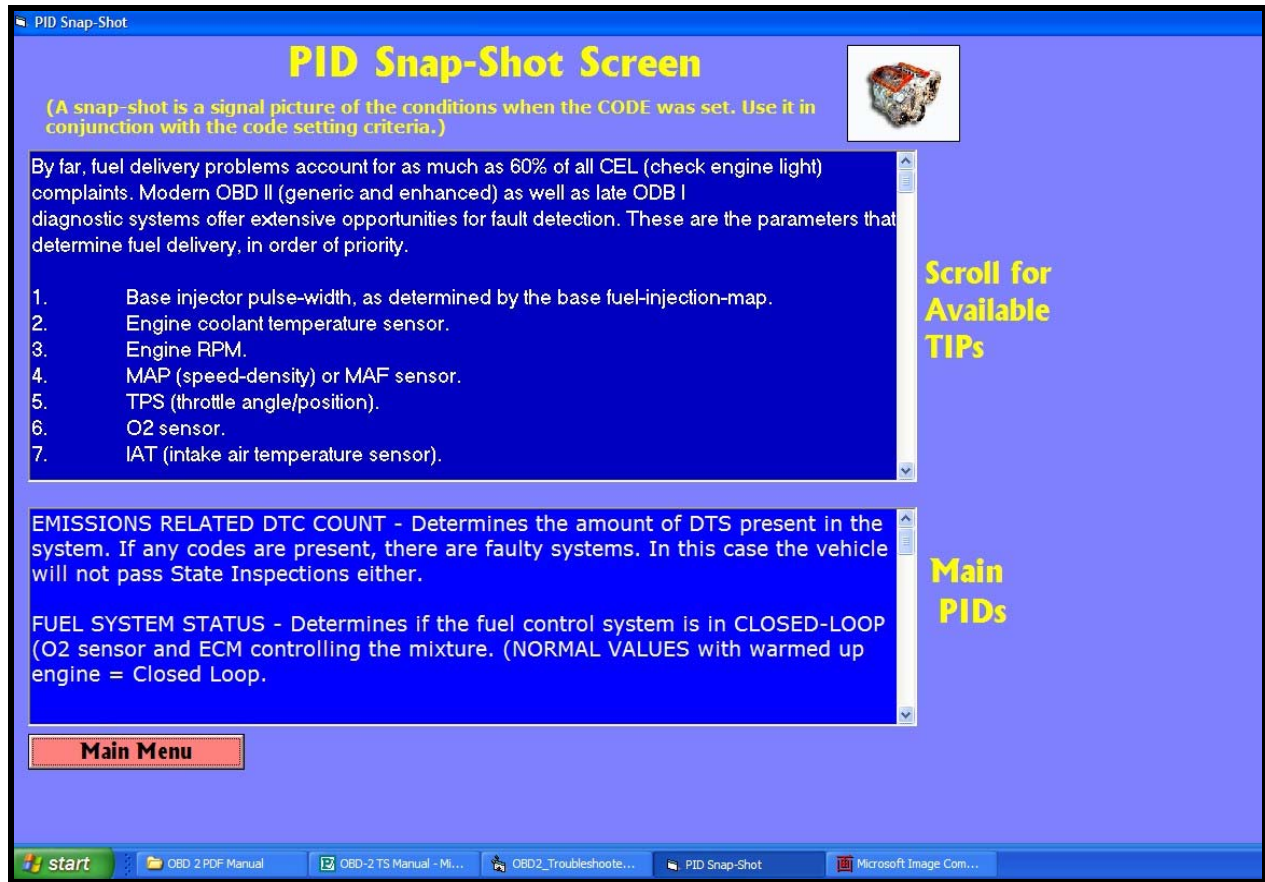 PID Snap-Shot
PID Snap-Shot Screen
(A snap-shot is a signal picture of the conditions when the CODE was set. Use it in
conjunction with the code setting criteria.)
By far, fuel delivery problems account for as much as 60% of all CEL (check engine light)
complaints. Modern OBD II (generic and enhanced) as well as late ODB I
diagnostic systems offer extensive opportunities for fault detection. These are the parameters that
determine fuel delivery, in order of priority.
1. Base injector pulse-width, as determined by the base fuel-injection-map.
2. Engine coolant temperature sensor.
3. Engine RPM.
4. MAP (speed-density) or MAF sensor.
5. TPS (throttle angle/position).
6. O2 sensor.
7. IAT (intake air temperature sensor).
Scroll for
Available
TIPs
EMISSIONS RELATED DTC COUNT - Determines the amount of DTS present in the
system. If any codes are present, there are faulty systems. In this case the vehicle
will not pass State Inspections either.
FUEL SYSTEM STATUS - Determines if the fuel control system is in CLOSED-LOOP
(O2 sensor and ECM controlling the mixture. (NORMAL VALUES with warmed up
engine = Closed Loop.
Main
PIDs
Main Menu
start OBD 2 PDF Manual OBD-2 TS Manual - Mi... OBD2_Troubleshoote... PID Snap-Shot Microsoft Image Com...